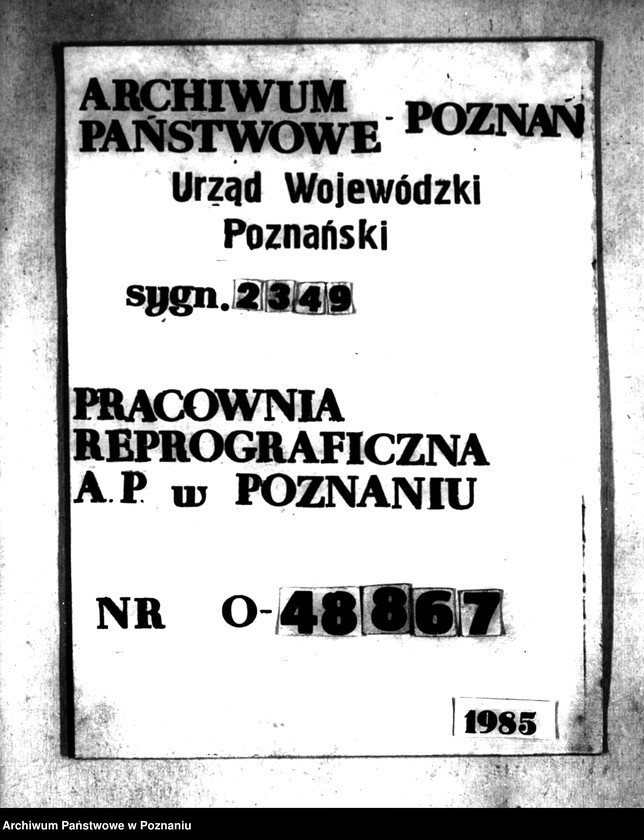 ARCHIWUM
PAŃSTWOWE - POZNAŃ
Urząd Wojewódzki
Poznański
sygn. 2349
PRACOWNIA
REPROGRAFICZNA
A.P. w POZNANIU
NR O-48867
1985
Archiwum Państwowe w Poznaniu